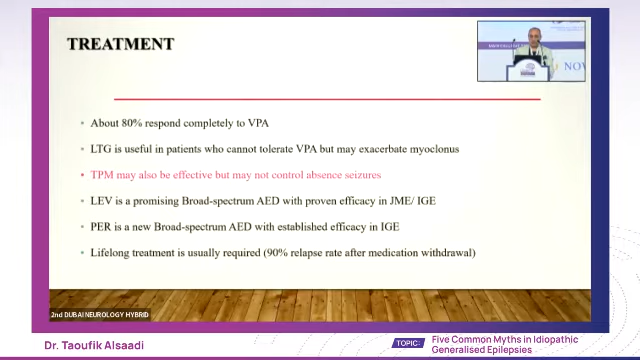 TREATMENT
NOV
• About 80% respond completely to VPA
• LTG is useful in patients who cannot tolerate VPA but may exacerbate myoclonus
• TPM may also be effective but may not control absence seizures
• LEV is a promising Broad-spectrum AED with proven efficacy in JME/ IGE
• PER is a new Broad-spectrum AED with established efficacy in IGE
• Lifelong treatment is usually required (90% relapse rate after medication withdrawal)
2nd DUBAI NEUROLOGY HYBRID
Dr. Taoufik Alsaadi
TOPIC: Five Common Myths in Idiopathic
Generalised Epilepsies